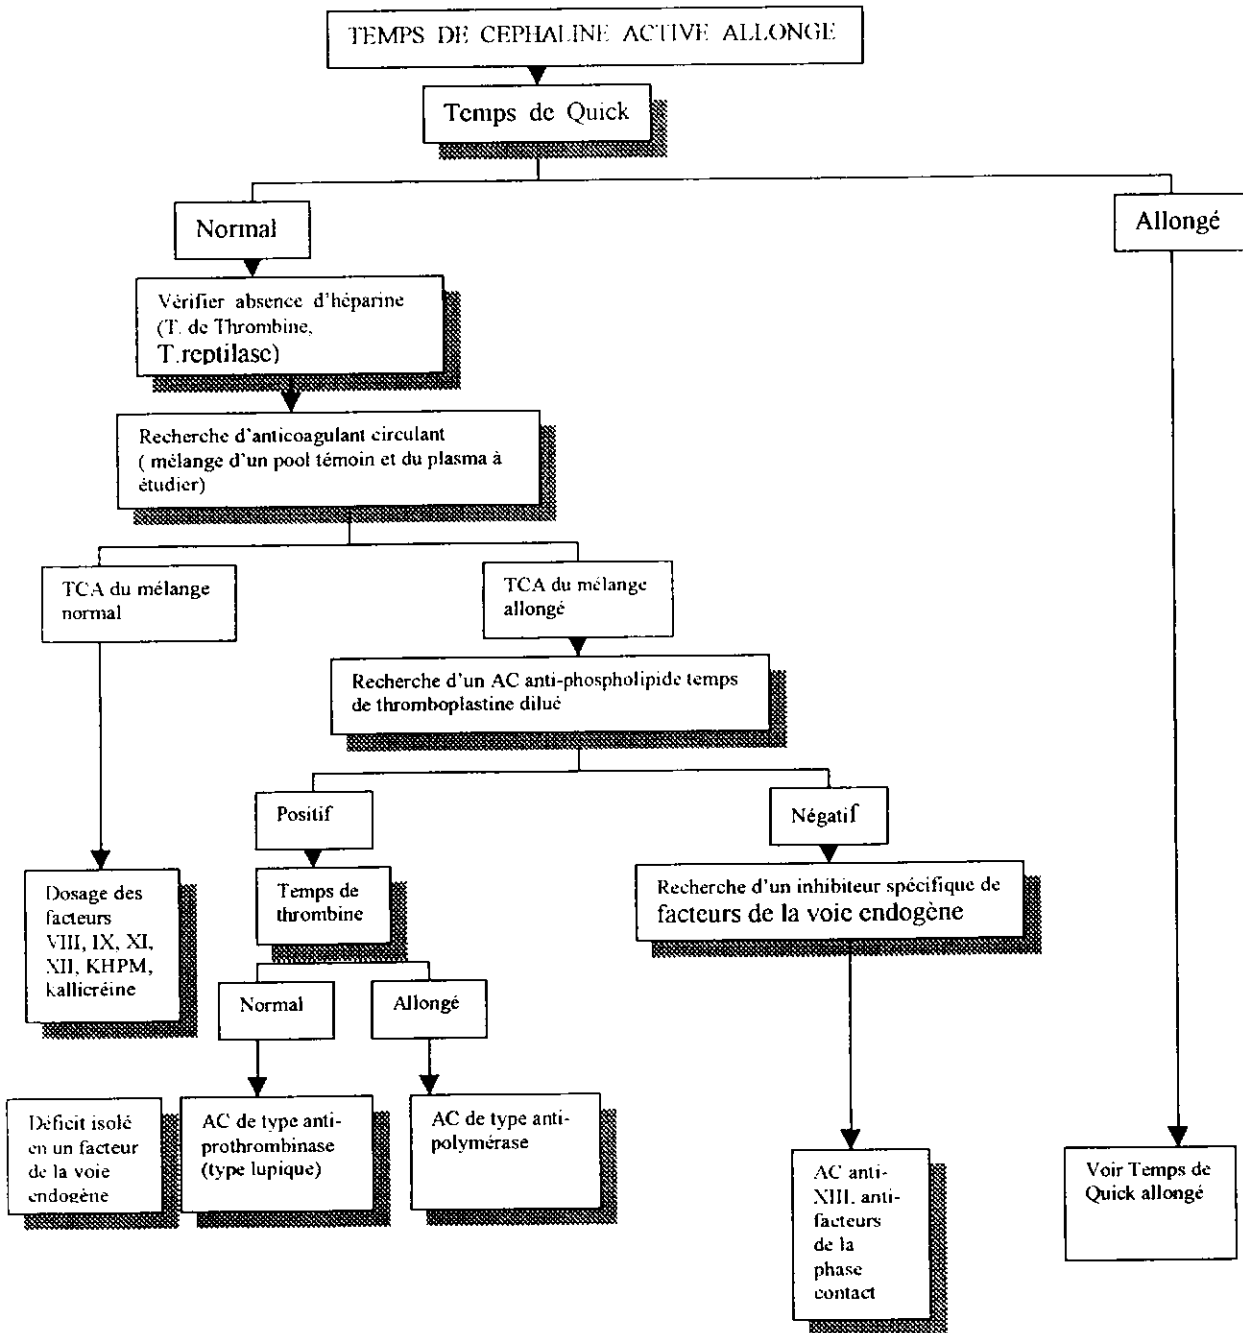 TEMPS DE CEPHALINE ACTIVE ALLONGE
Temps de Quick
Normal
Allongé
Vérifier absence d'héparine
(T. de Thrombine,
T.reptilase)
Recherche d'anticoagulant circulant
( mélange d'un pool témoin et du plasma à
étudier)
TCA du mélange
normal
TCA du mélange
allongé
Recherche d'un AC anti-phospholipide temps
de thromboplastine dilué
Positif
Négatif
Dosage des
facteurs
VIII, IX, XI,
XII, KHPM,
kallicréine
Temps de
thrombine
Recherche d'un inhibiteur spécifique de
facteurs de la voie endogène
Normal
Allongé
Déficit isolé
en un facteur
de la voie
endogène
AC de type anti-
prothrombinase
(type lupique)
AC de type anti-
polymérase
AC anti-
XIII, anti-
facteurs
de la
phase
contact
Voir Temps de
Quick allongé